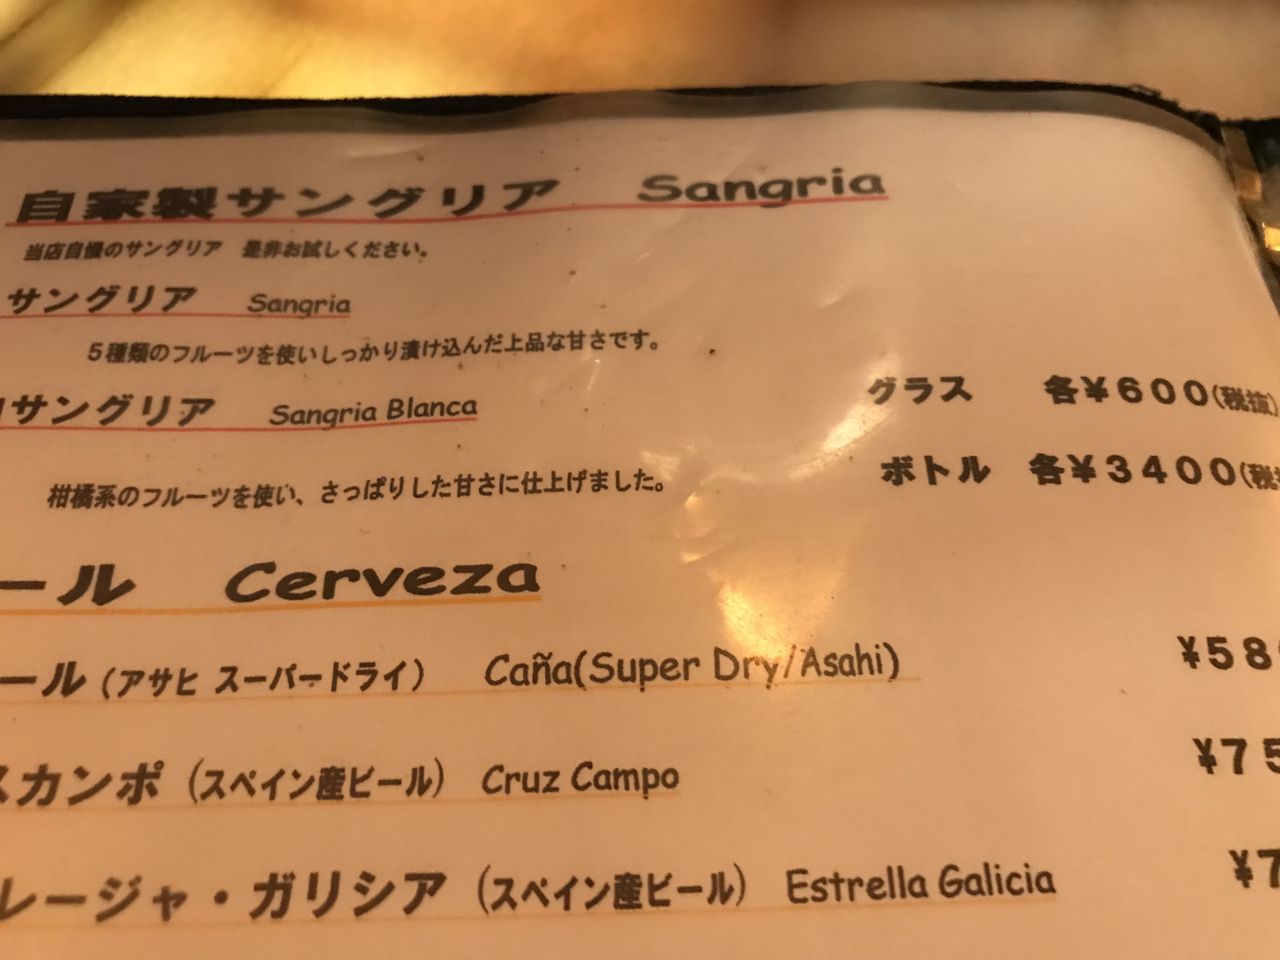 自家製サングリア Sangria
当店自慢のサングリア 是非お試しください。
サングリア Sangria
５種類のフルーツを使いしっかり漬け込んだ上品な甘さです。
サングリア Sangria Blanca
グラス 各￥６００(税抜)
柑橘系のフルーツを使い、さっぱりした甘さに仕上げました。
ボトル 各￥３４００(税
ール Cerveza
ール（アサヒ スーパードライ） Caña(Super Dry/Asahi) ￥５８
スカンポ（スペイン産ビール） Cruz Campo ￥７５
レージャ・ガリシア（スペイン産ビール） Estrella Galicia ￥７